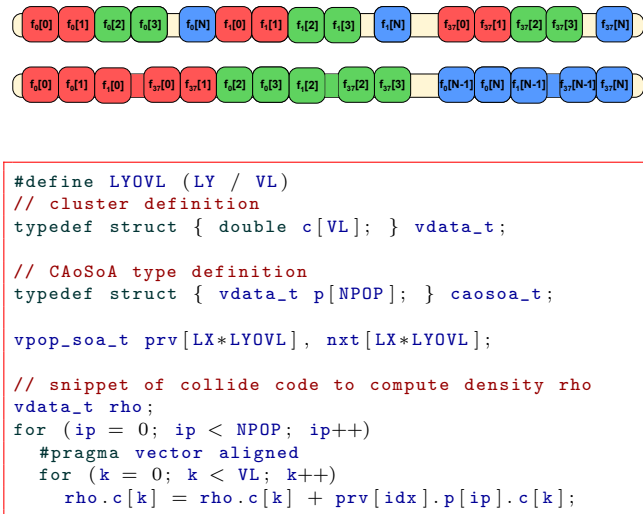 f₀[0] f₀[1] f₀[2] f₀[3] f₀[N] f₁[0] f₁[1] f₁[2] f₁[3] f₁[N] f₃₇[0] f₃₇[1] f₃₇[2] f₃₇[3] f₃₇[N]
f₀[0] f₀[1] f₁[0] f₃₇[0] f₃₇[1] f₀[2] f₀[3] f₁[2] f₃₇[2] f₃₇[3] f₀[N-1] f₀[N] f₁[N-1] f₃₇[N-1] f₃₇[N]
#define LYOVL (LY / VL)
// cluster definition
typedef struct { double c[VL]; } vdata_t;
// CAoSoA type definition
typedef struct { vdata_t p[NPOP]; } caosoa_t;
vpop_soa_t prv[LX*LYOVL], nxt[LX*LYOVL];
// snippet of collide code to compute density rho
vdata_t rho;
for (ip = 0; ip < NPOP; ip++)
#pragma vector aligned
for (k = 0; k < VL; k++)
rho.c[k] = rho.c[k] + prv[idx].p[ip].c[k];